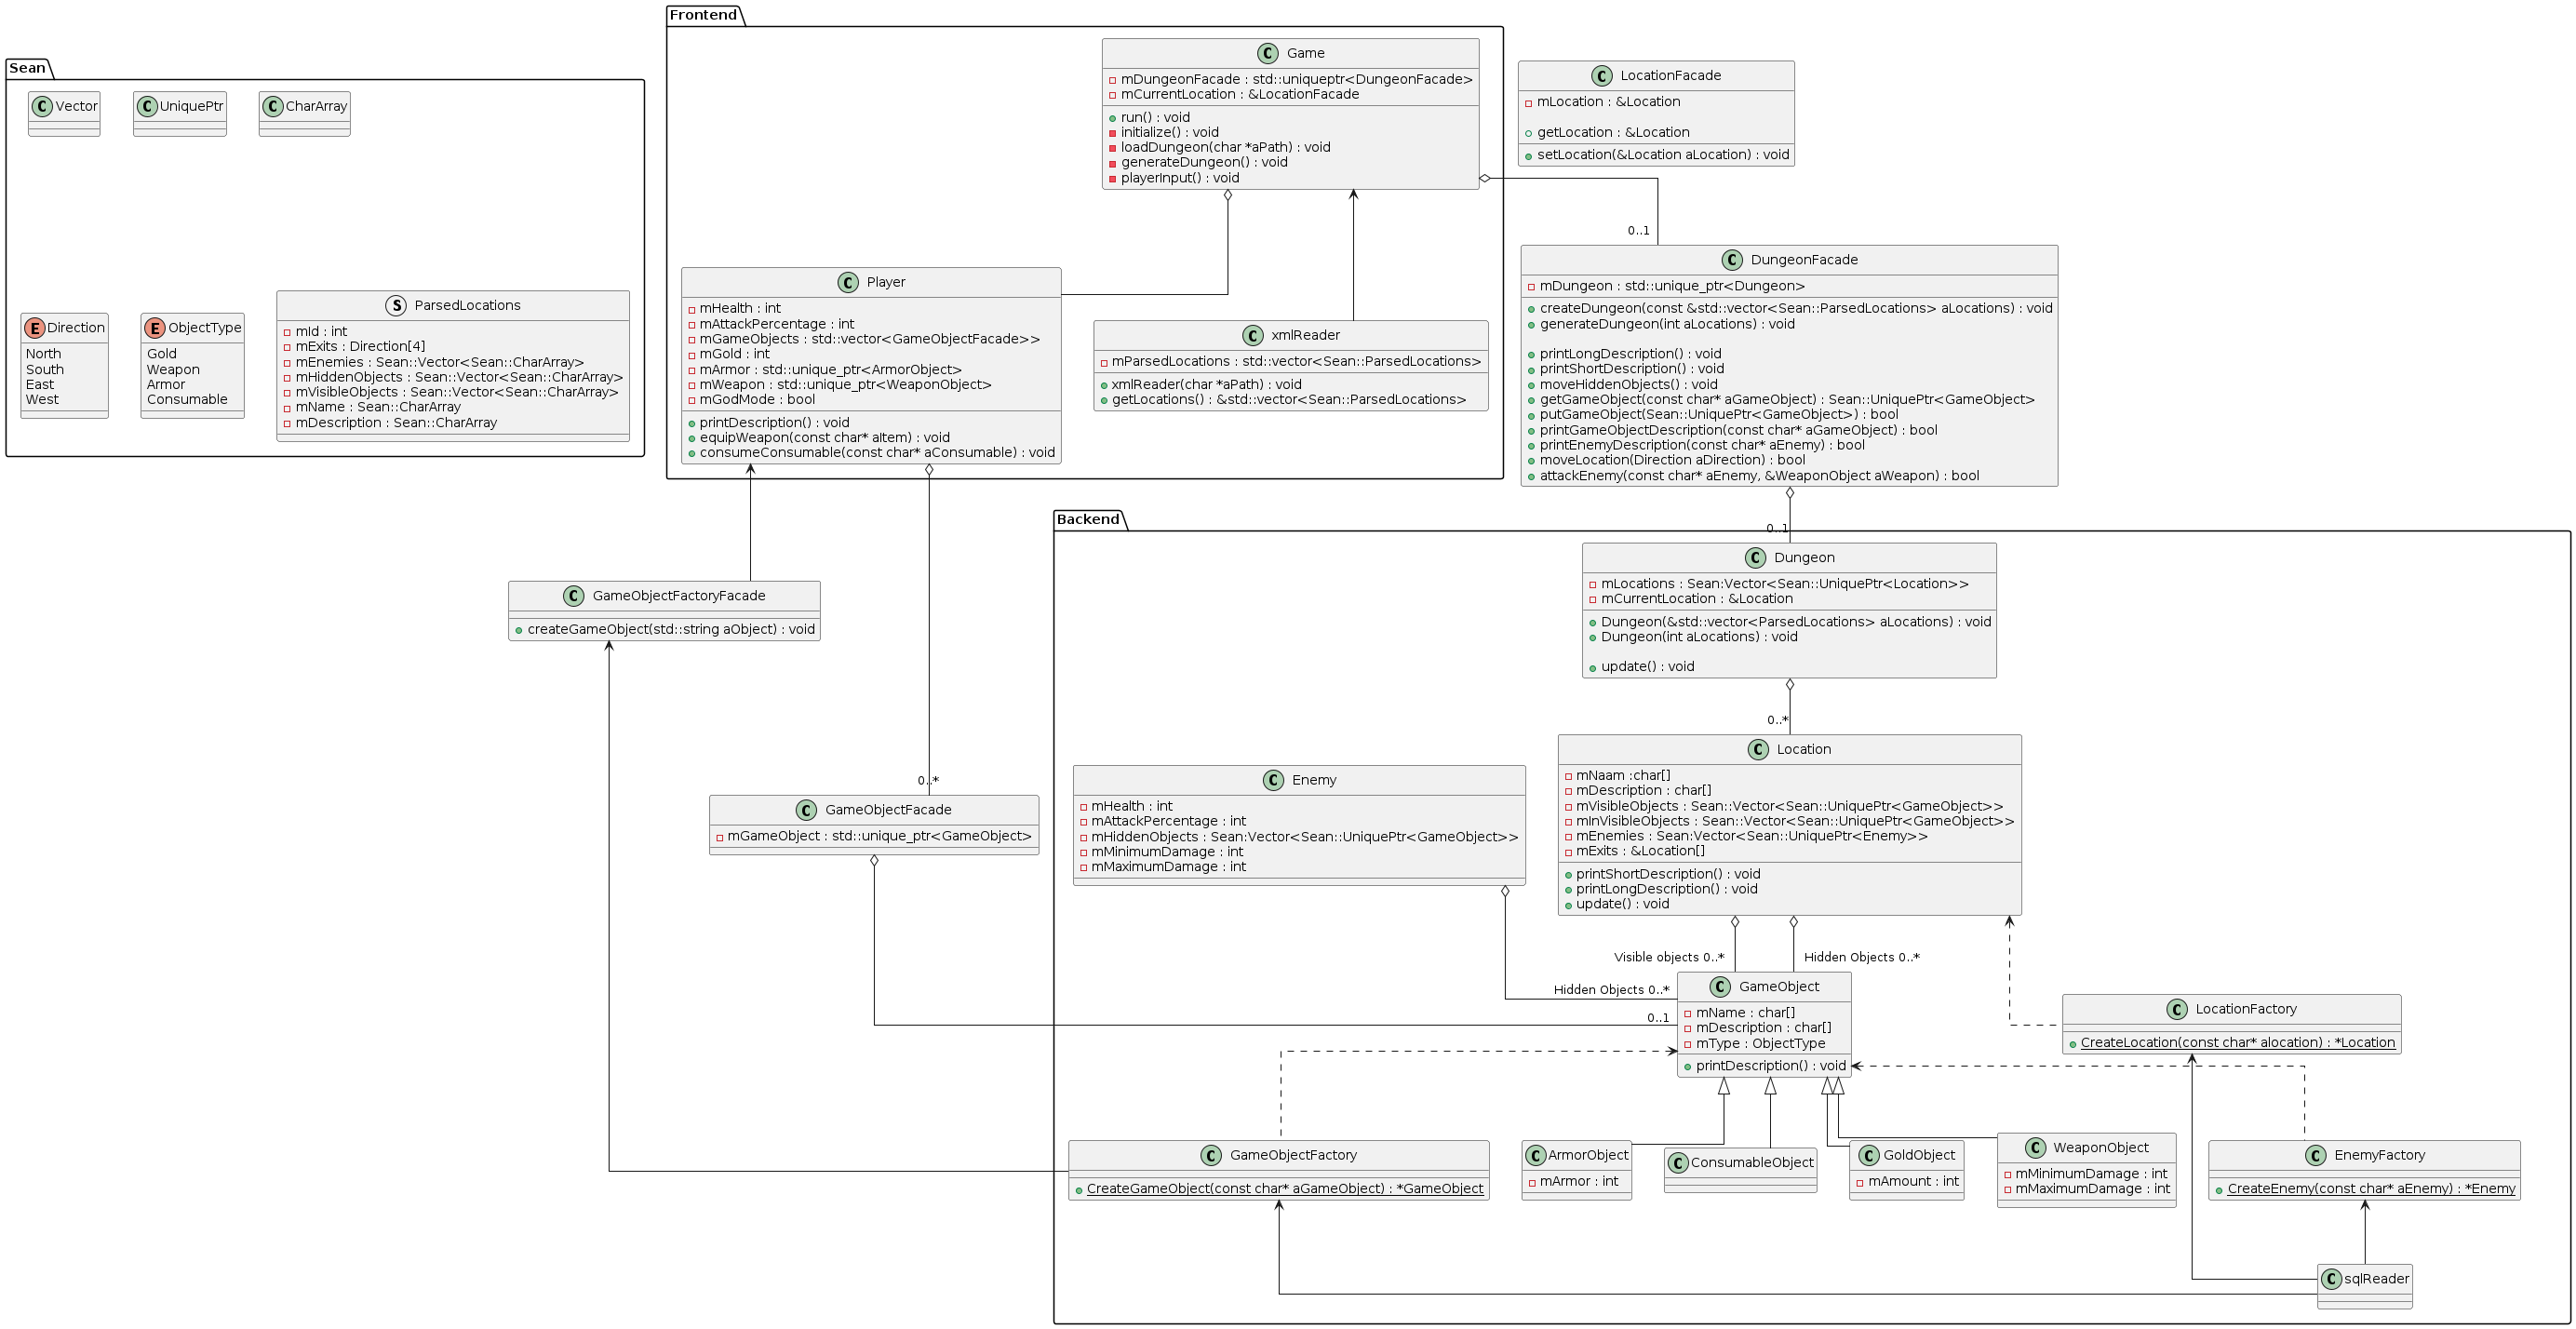 Sean
C Vector
C UniquePtr
C CharArray
E Direction
North
South
East
West
E ObjectType
Gold
Weapon
Armor
Consumable
S ParsedLocations
mId : int
mExits : Direction[4]
mEnemies : Sean::Vector<Sean::CharArray>
mHiddenObjects : Sean::Vector<Sean::CharArray>
mVisibleObjects : Sean::Vector<Sean::CharArray>
mName : Sean::CharArray
mDescription : Sean::CharArray
Frontend
C Game
mDungeonFacade : std::uniqueptr<DungeonFacade>
mCurrentLocation : &LocationFacade
run() : void
initialize() : void
loadDungeon(char *aPath) : void
generateDungeon() : void
playerInput() : void
C Player
mHealth : int
mAttackPercentage : int
mGameObjects : std::vector<GameObjectFacade>>
mGold : int
mArmor : std::unique_ptr<ArmorObject>
mWeapon : std::unique_ptr<WeaponObject>
mGodMode : bool
printDescription() : void
equipWeapon(const char* aItem) : void
consumeConsumable(const char* aConsumable) : void
C xmlReader
mParsedLocations : std::vector<Sean::ParsedLocations>
xmlReader(char *aPath) : void
getLocations() : &std::vector<Sean::ParsedLocations>
C LocationFacade
mLocation : &Location
getLocation : &Location
setLocation(&Location aLocation) : void
0..1
C DungeonFacade
mDungeon : std::unique_ptr<Dungeon>
createDungeon(const &std::vector<Sean::ParsedLocations> aLocations) : void
generateDungeon(int aLocations) : void
printLongDescription() : void
printShortDescription() : void
moveHiddenObjects() : void
getGameObject(const char* aGameObject) : Sean::UniquePtr<GameObject>
putGameObject(Sean::UniquePtr<GameObject>) : bool
printGameObjectDescription(const char* aGameObject) : bool
printEnemyDescription(const char* aEnemy) : bool
moveLocation(Direction aDirection) : bool
attackEnemy(const char* aEnemy, &WeaponObject aWeapon) : bool
0..1
C GameObjectFactoryFacade
createGameObject(std::string aObject) : void
0..*
C GameObjectFacade
mGameObject : std::unique_ptr<GameObject>
Backend
C Dungeon
mLocations : Sean:Vector<Sean::UniquePtr<Location>>
mCurrentLocation : &Location
Dungeon(&std::vector<ParsedLocations> aLocations) : void
Dungeon(int aLocations) : void
update() : void
0..*
C Enemy
mHealth : int
mAttackPercentage : int
mHiddenObjects : Sean:Vector<Sean::UniquePtr<GameObject>>
mMinimumDamage : int
mMaximumDamage : int
C Location
mNaam :char[]
mDescription : char[]
mVisibleObjects : Sean::Vector<Sean::UniquePtr<GameObject>>
mInVisibleObjects : Sean::Vector<Sean::UniquePtr<GameObject>>
mEnemies : Sean:Vector<Sean::UniquePtr<Enemy>>
mExits : &Location[]
printShortDescription() : void
printLongDescription() : void
update() : void
Visible objects 0..*
Hidden Objects 0..*
Hidden Objects 0..*
0..1
C GameObject
mName : char[]
mDescription : char[]
mType : ObjectType
printDescription() : void
C LocationFactory
CreateLocation(const char* alocation) : *Location
C GameObjectFactory
CreateGameObject(const char* aGameObject) : *GameObject
C ArmorObject
mArmor : int
C ConsumableObject
C GoldObject
mAmount : int
C WeaponObject
mMinimumDamage : int
mMaximumDamage : int
C EnemyFactory
CreateEnemy(const char* aEnemy) : *Enemy
C sqlReader